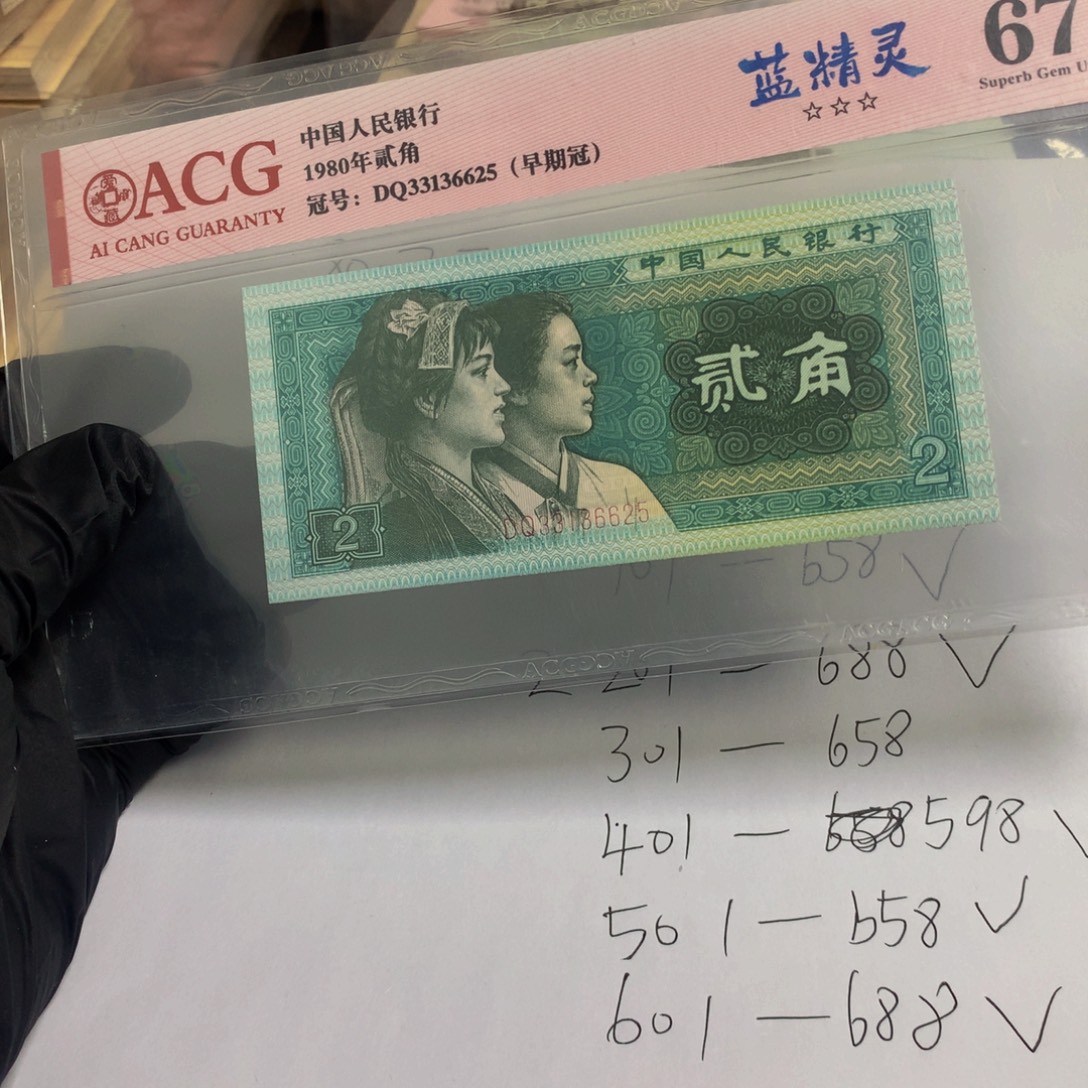 ACG
AI CANG GUARANTY
中国人民银行
1980年贰角
冠号：DQ33136625（早期冠）
蓝精灵
☆☆☆
67
Superb Gem U
中国人民银行
贰角
2
2
DQ33136625
101 — 658 ✓
201 — 688 ✓
301 — 658
401 — 598
501 — 658 ✓
601 — 688 ✓